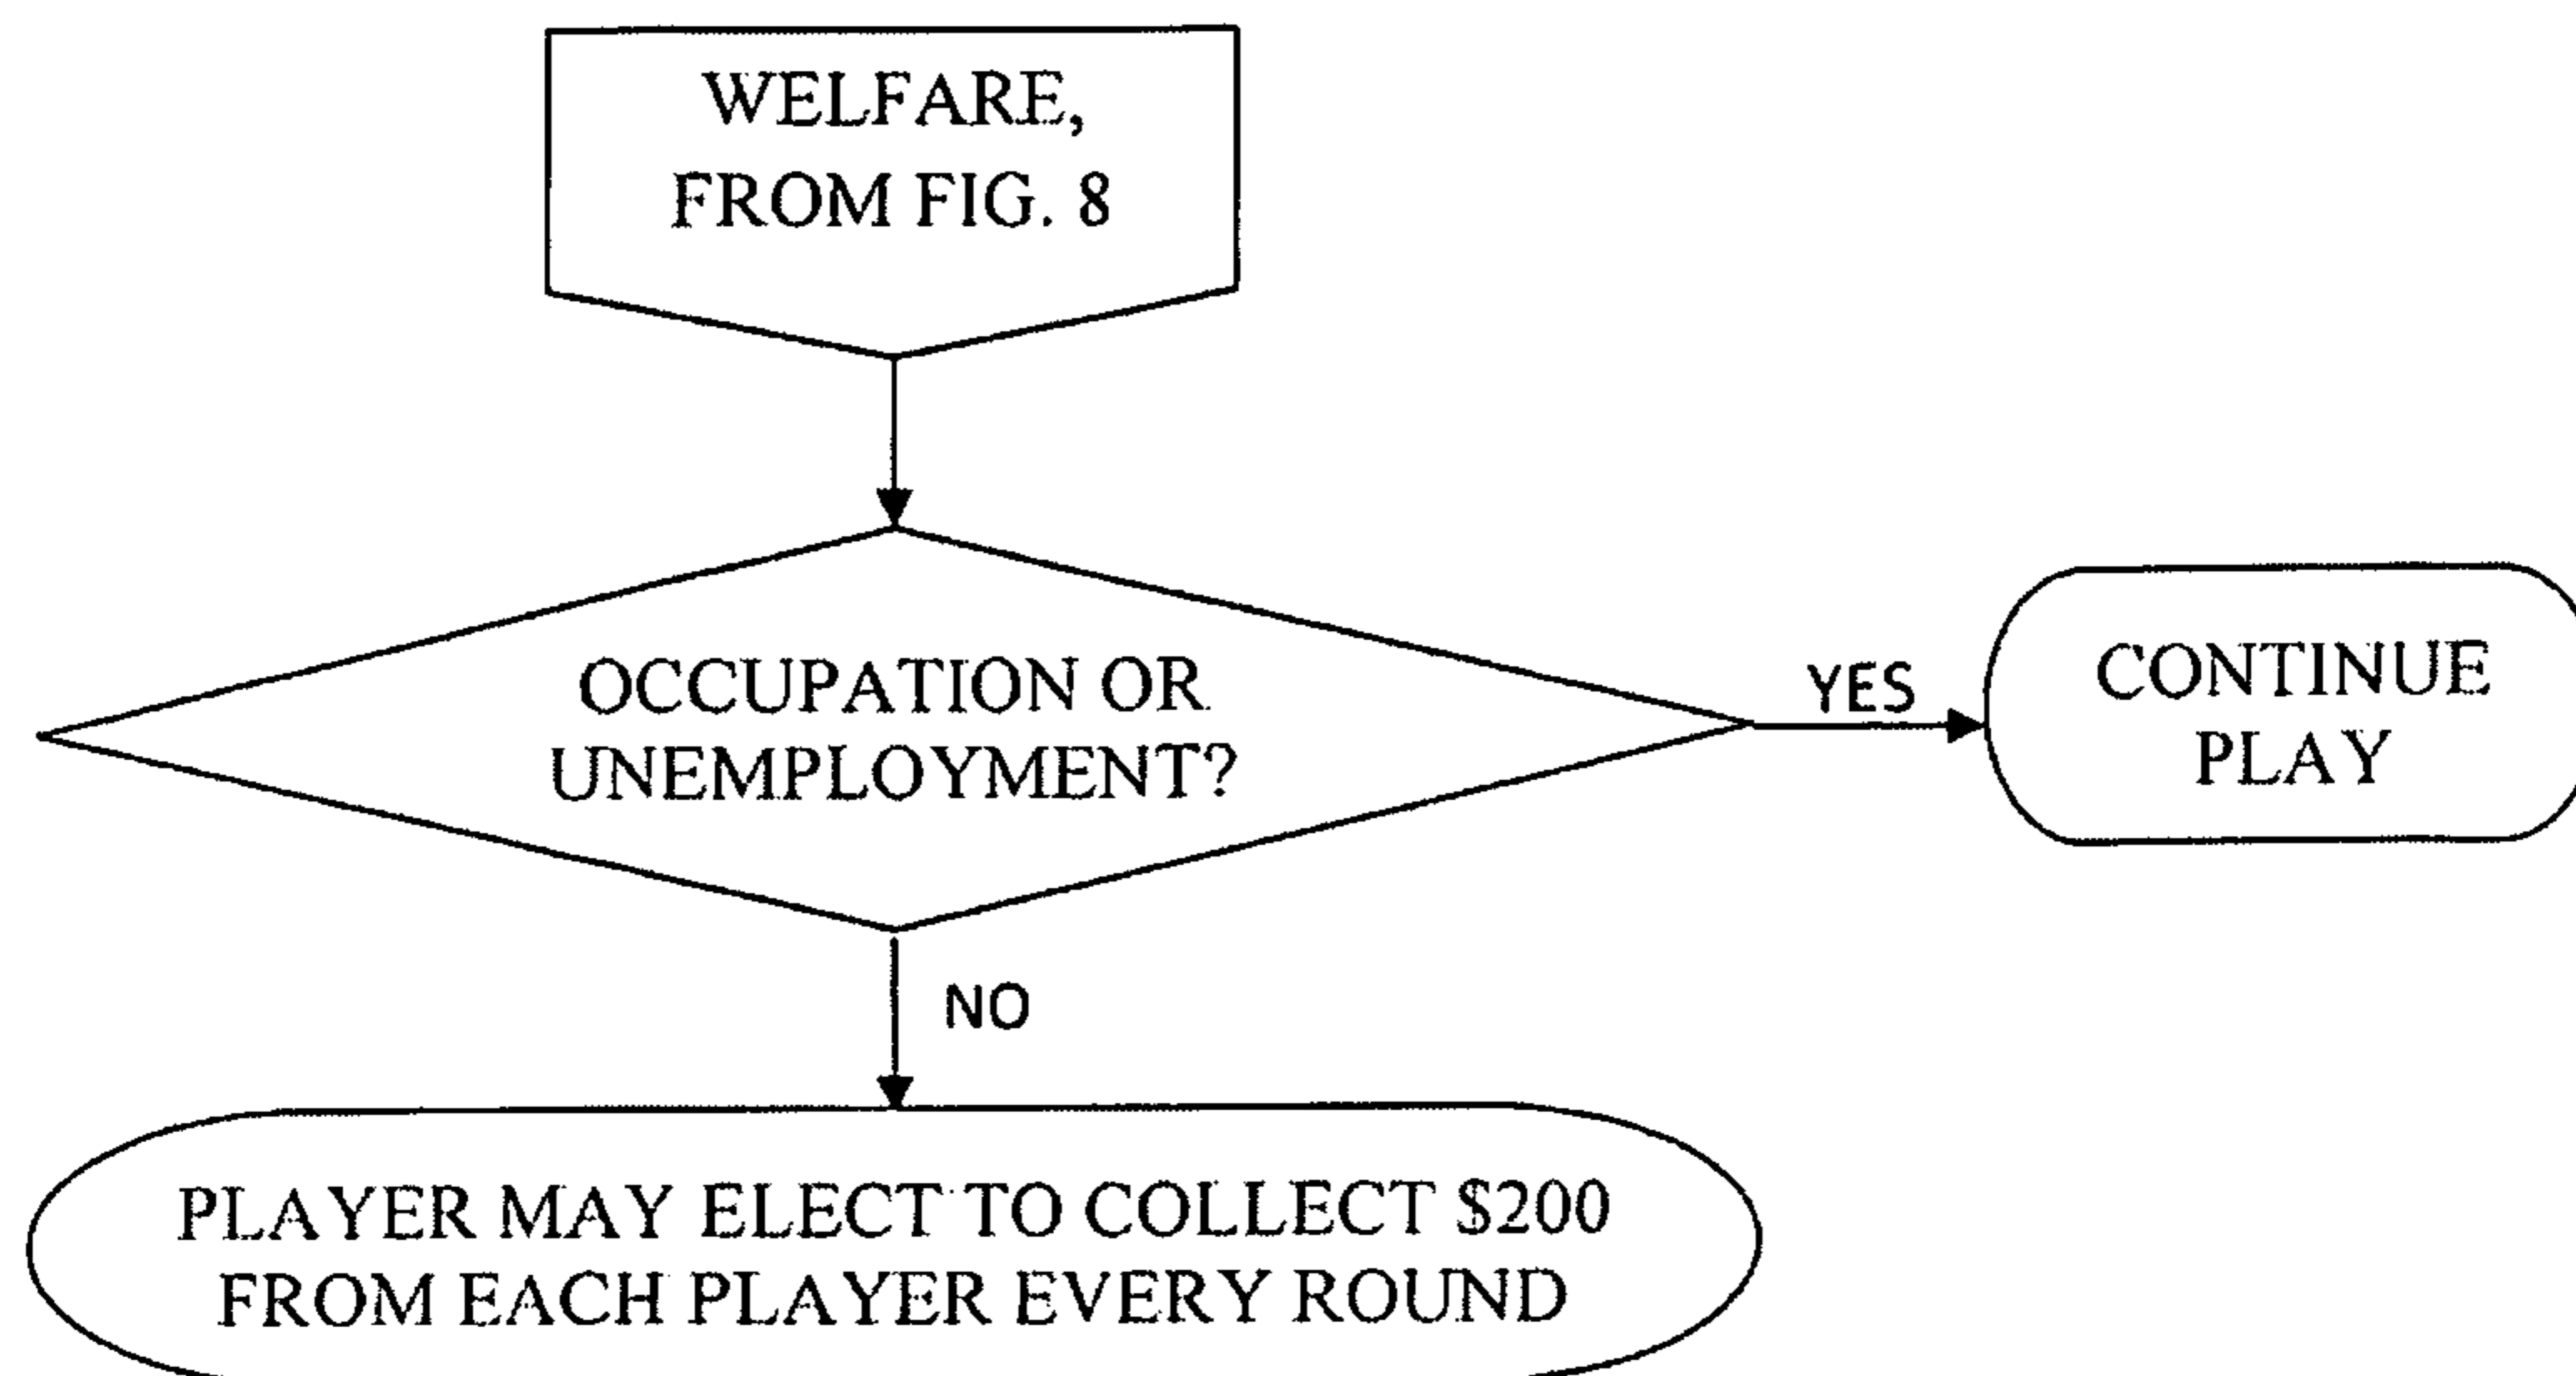 WELFARE,
FROM FIG. 8
OCCUPATION OR
UNEMPLOYMENT?
YES
CONTINUE
PLAY
NO
PLAYER MAY ELECT TO COLLECT $200
FROM EACH PLAYER EVERY ROUND